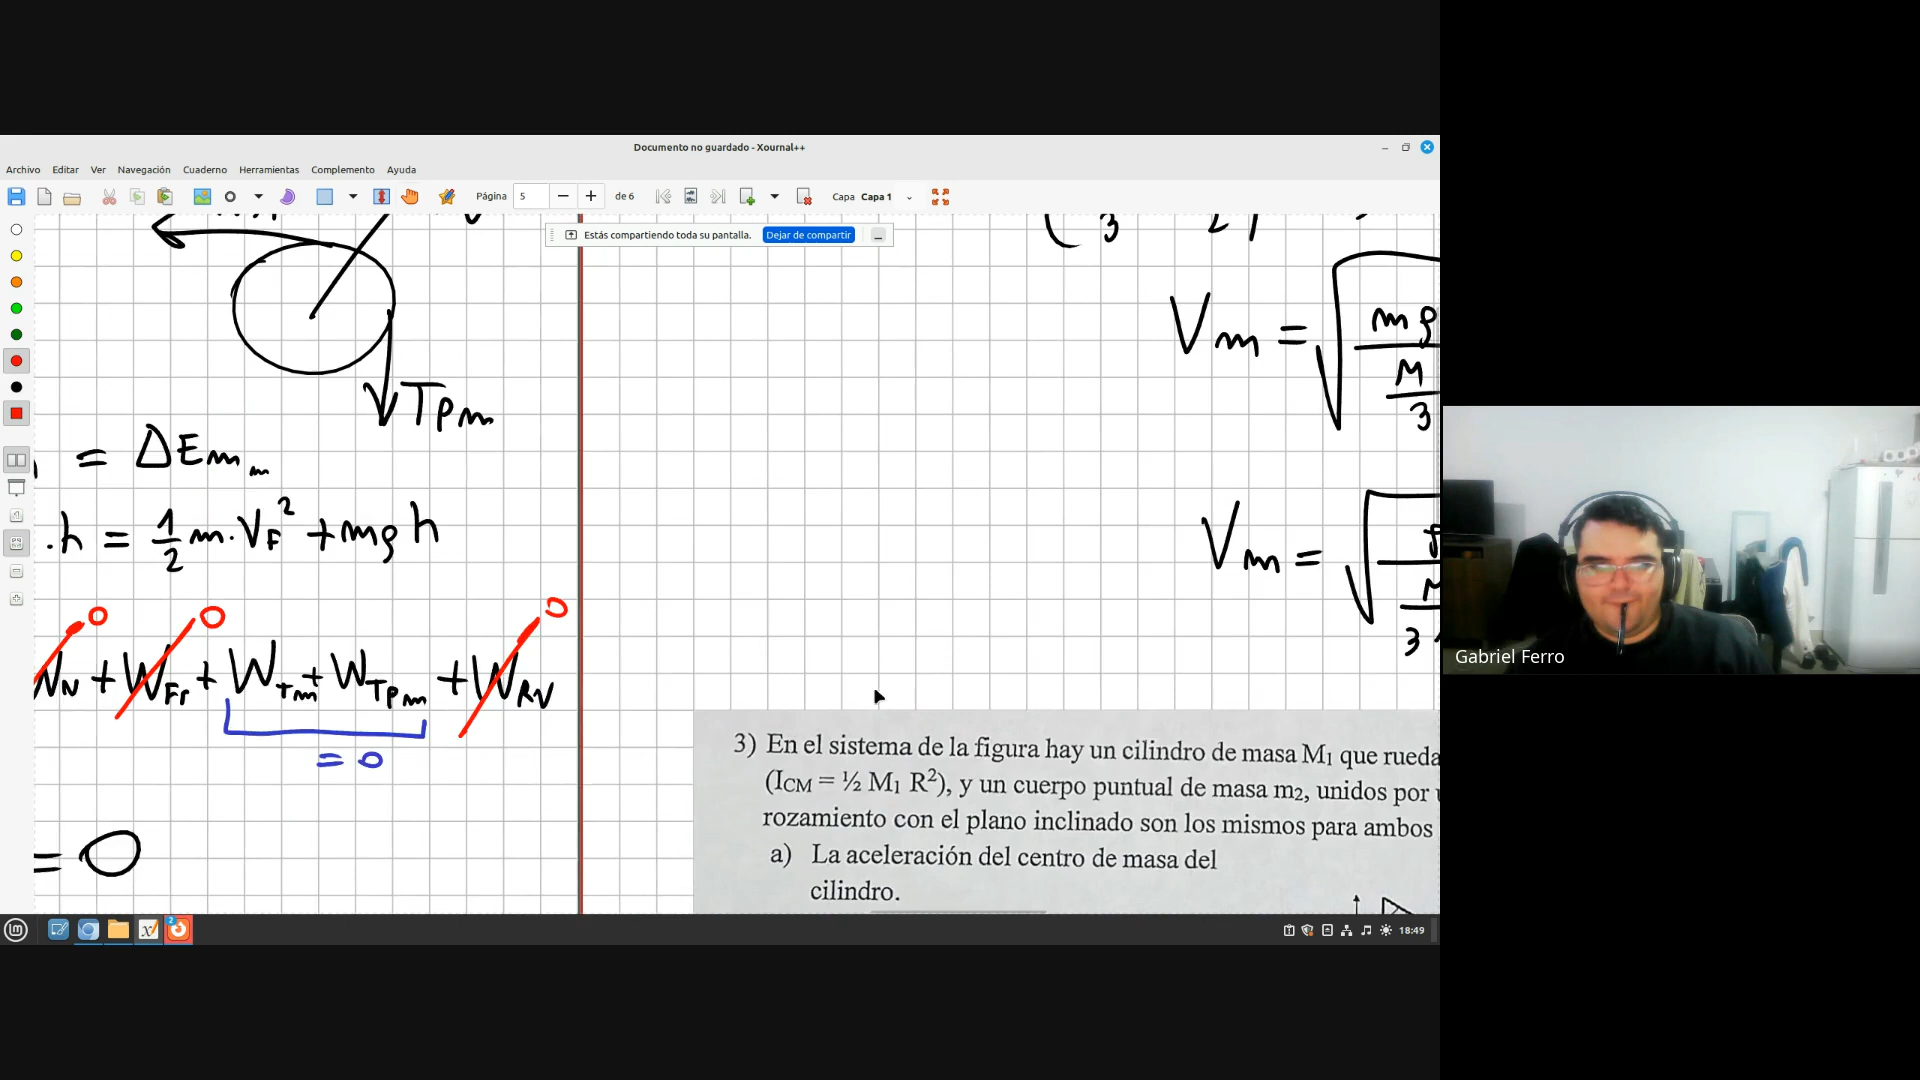 Documento no guardado - Xournal++
Archivo Editar Ver Navegación Cuaderno Herramientas Complemento Ayuda
Página 5 de 6 Capa Capa 1
Estás compartiendo toda su pantalla. Dejar de compartir
3 2
Vm = mg
M
3
Tpm
= ΔEm m
.h = 1/2 m.VF² + mgh
Vm =
3
0 0 0
WN + WFr + WTm + WTpm + WRV
= 0
= 0
3) En el sistema de la figura hay un cilindro de masa M1 que rueda
(ICM = ½ M1 R²), y un cuerpo puntual de masa m2, unidos por
rozamiento con el plano inclinado son los mismos para ambos
a) La aceleración del centro de masa del
cilindro.
Gabriel Ferro
2
18:49